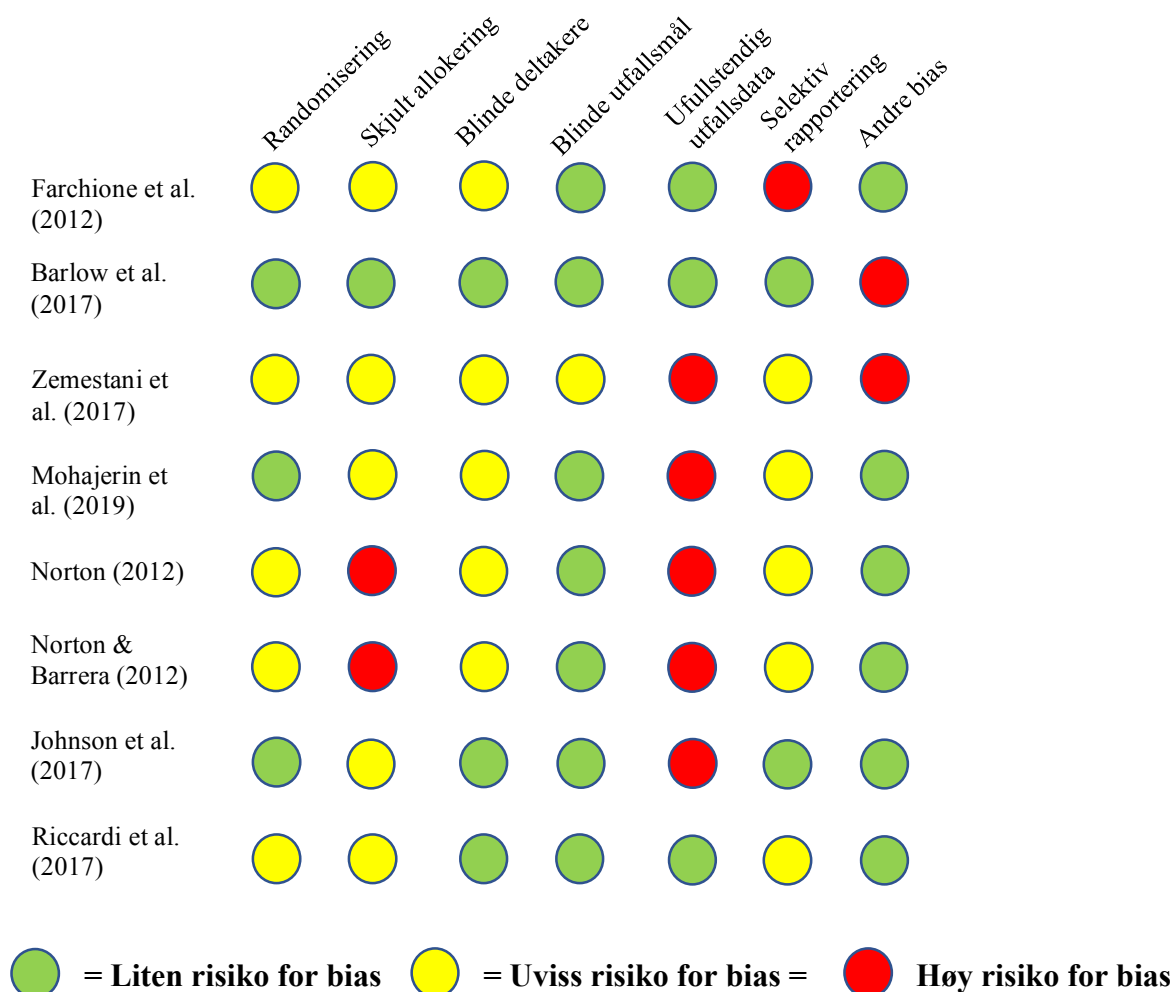 Randomisering
Skjult allokering
Blinde deltakere
Blinde utfallsmål
Ufullstendig
utfallsdata
Selektiv
rapportering
Andre bias
Farchione et al.
(2012)
Barlow et al.
(2017)
Zemestani et
al. (2017)
Mohajerin et
al. (2019)
Norton (2012)
Norton &
Barrera (2012)
Johnson et al.
(2017)
Riccardi et al.
(2017)
= Liten risiko for bias = Uviss risiko for bias = Høy risiko for bias